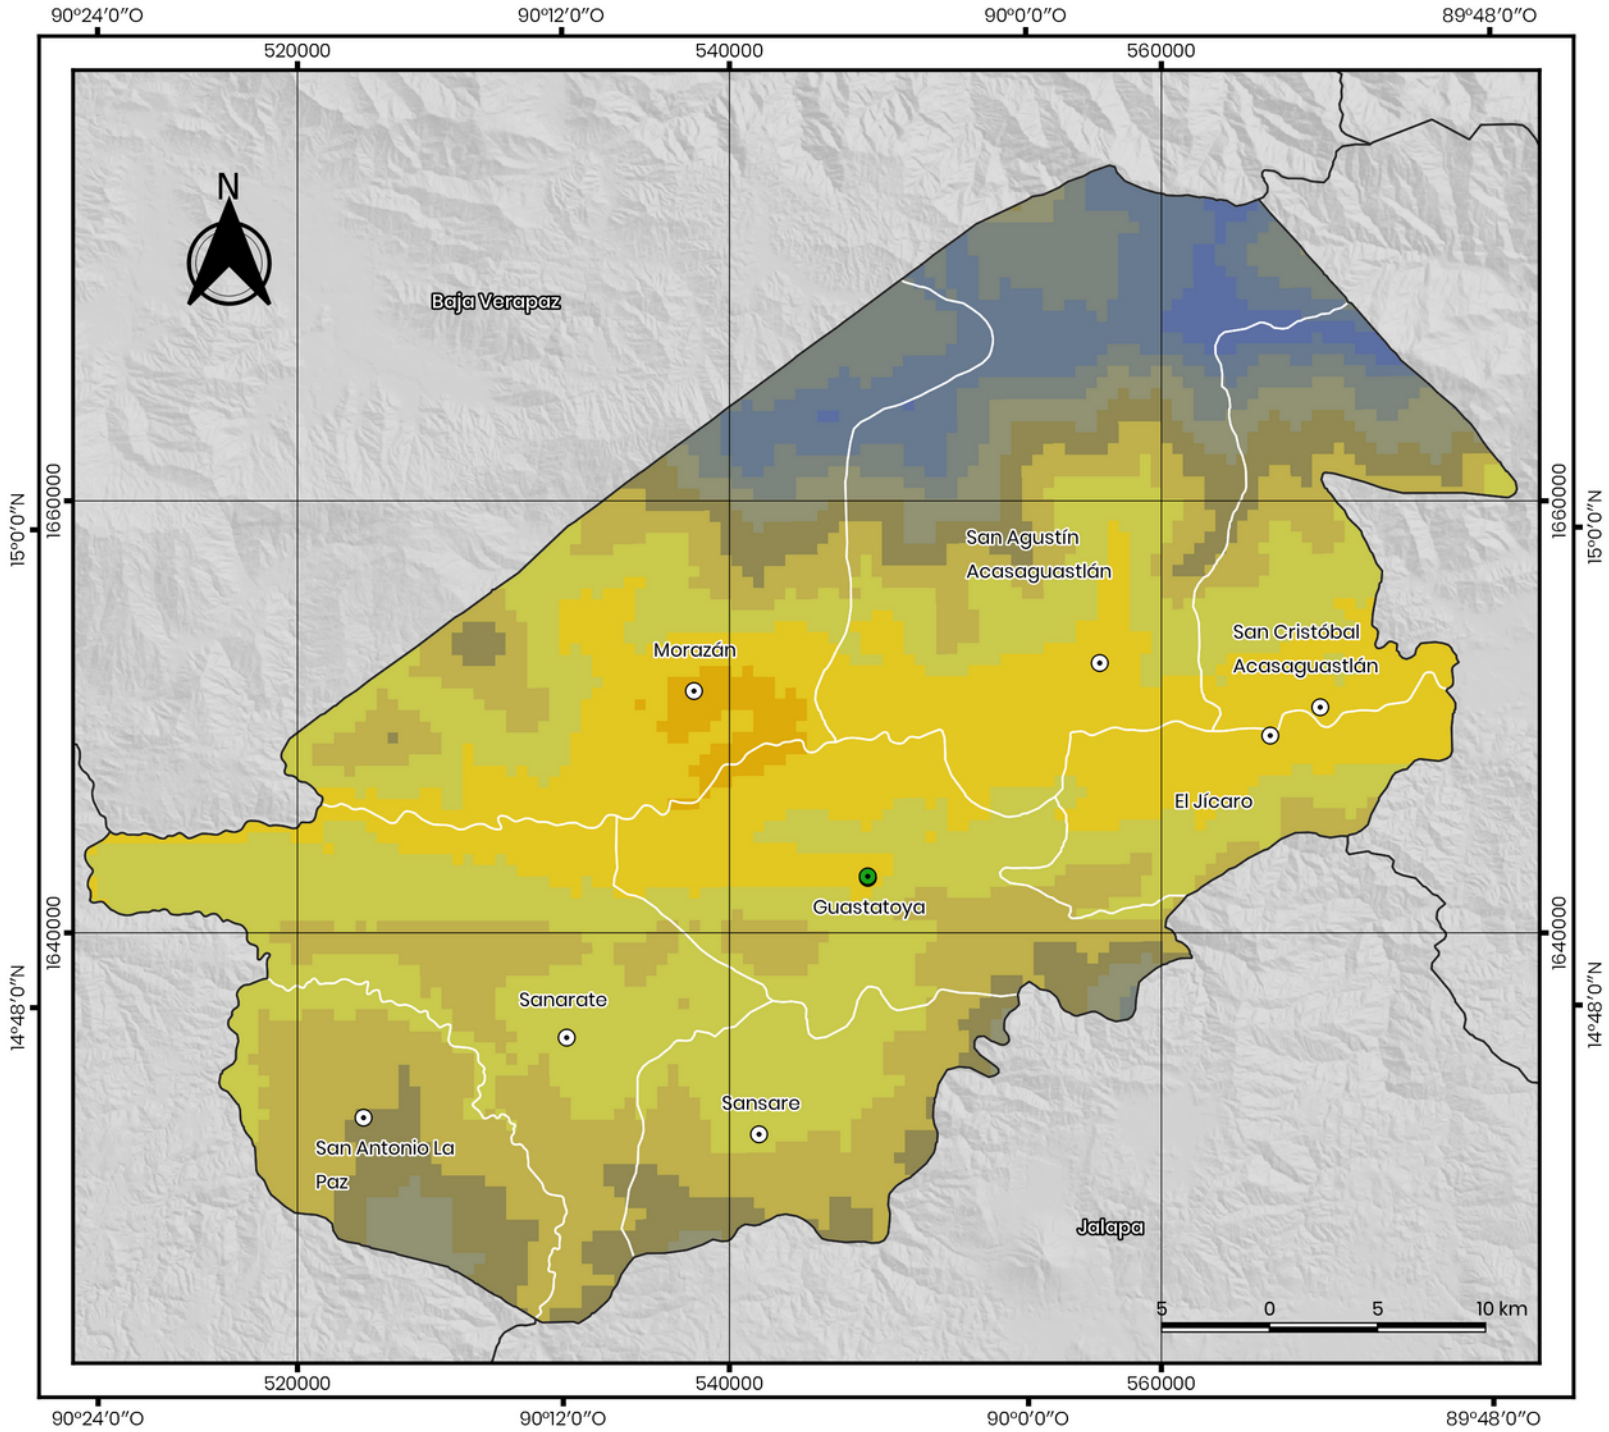 90°24'0''O 90°12'0''O 90°0'0''O 89°48'0''O
520000 540000 560000
N
Baja Verapaz
1660000 1660000
15°0'0''N 15°0'0''N
San Agustín
Acasaguastlán
San Cristóbal
Acasaguastlán
Morazán
El Jícaro
Guastatoya
1640000 1640000
14°48'0''N 14°48'0''N
Sanarate
Sansare
San Antonio La
Paz
Jalapa
5 0 5 10 km
520000 540000 560000
90°24'0''O 90°12'0''O 90°0'0''O 89°48'0''O